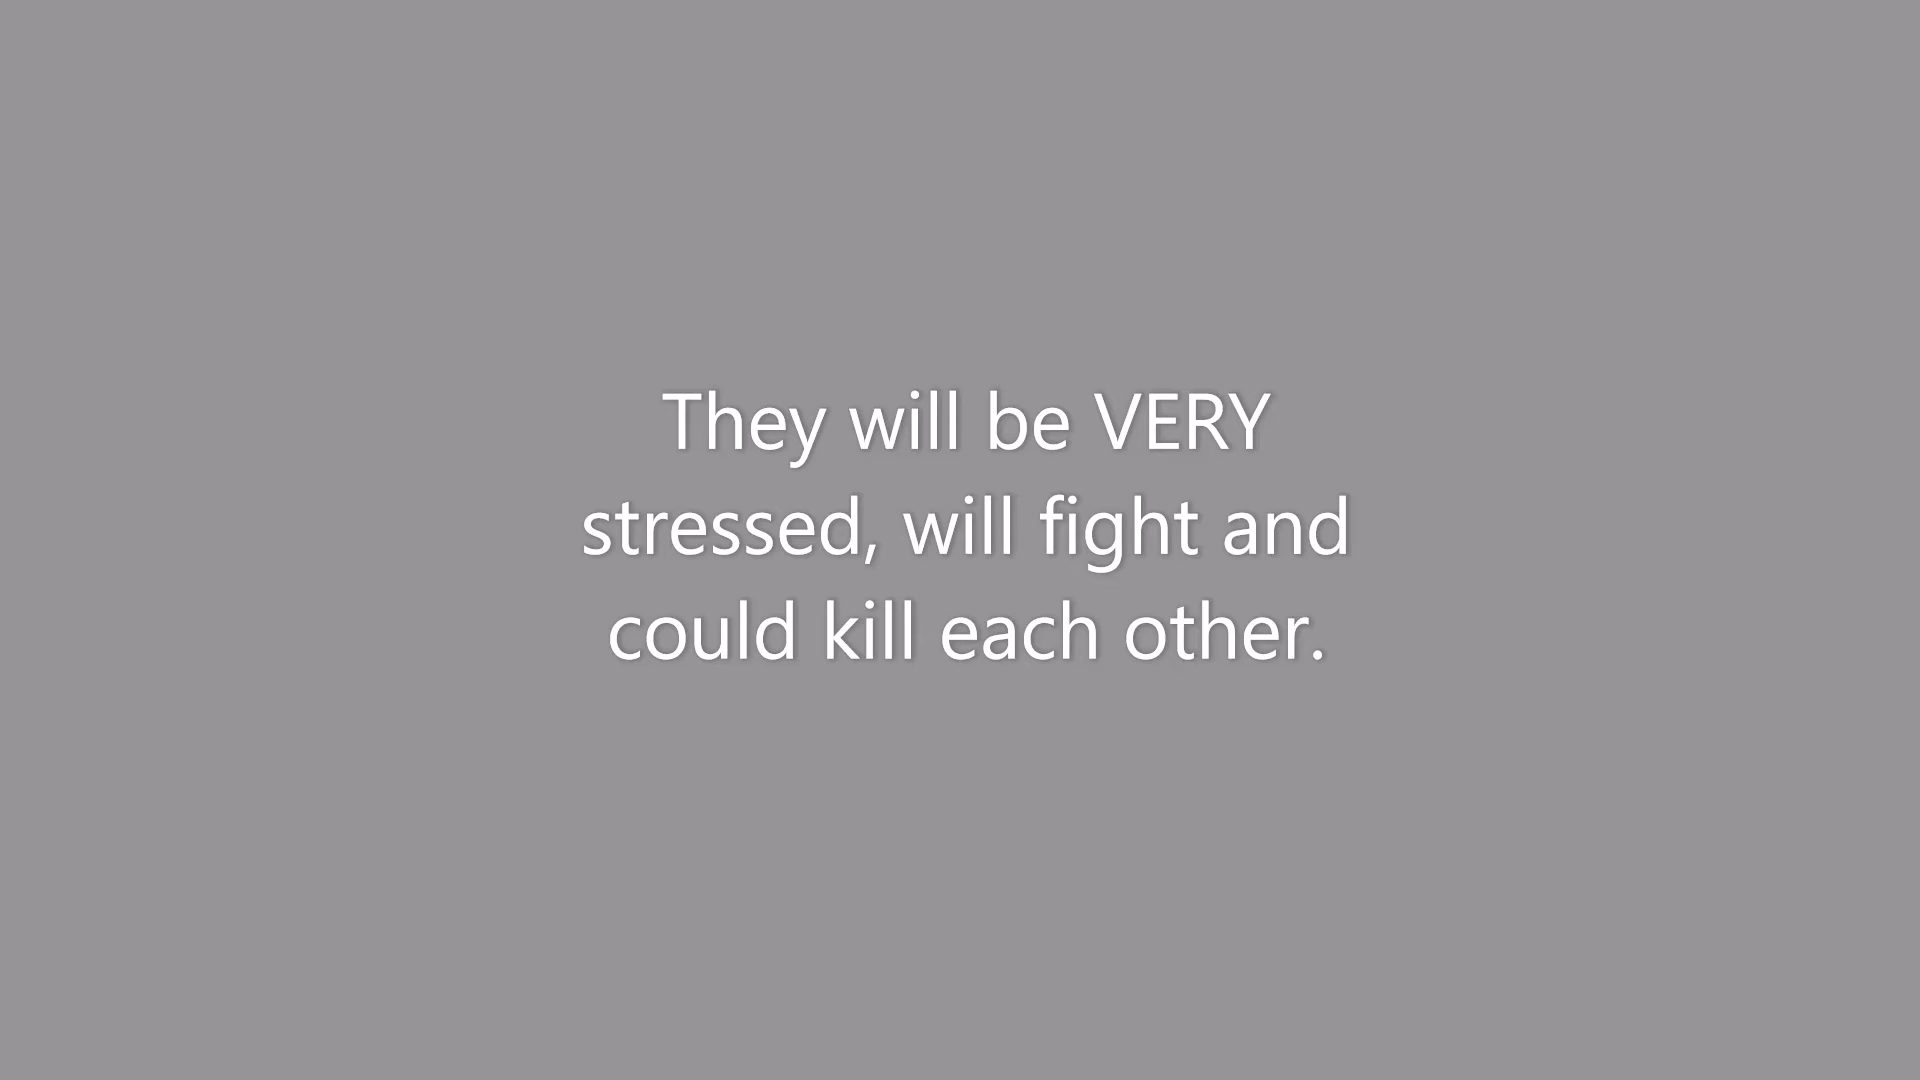 They will be VERY
stressed, will fight and
could kill each other.